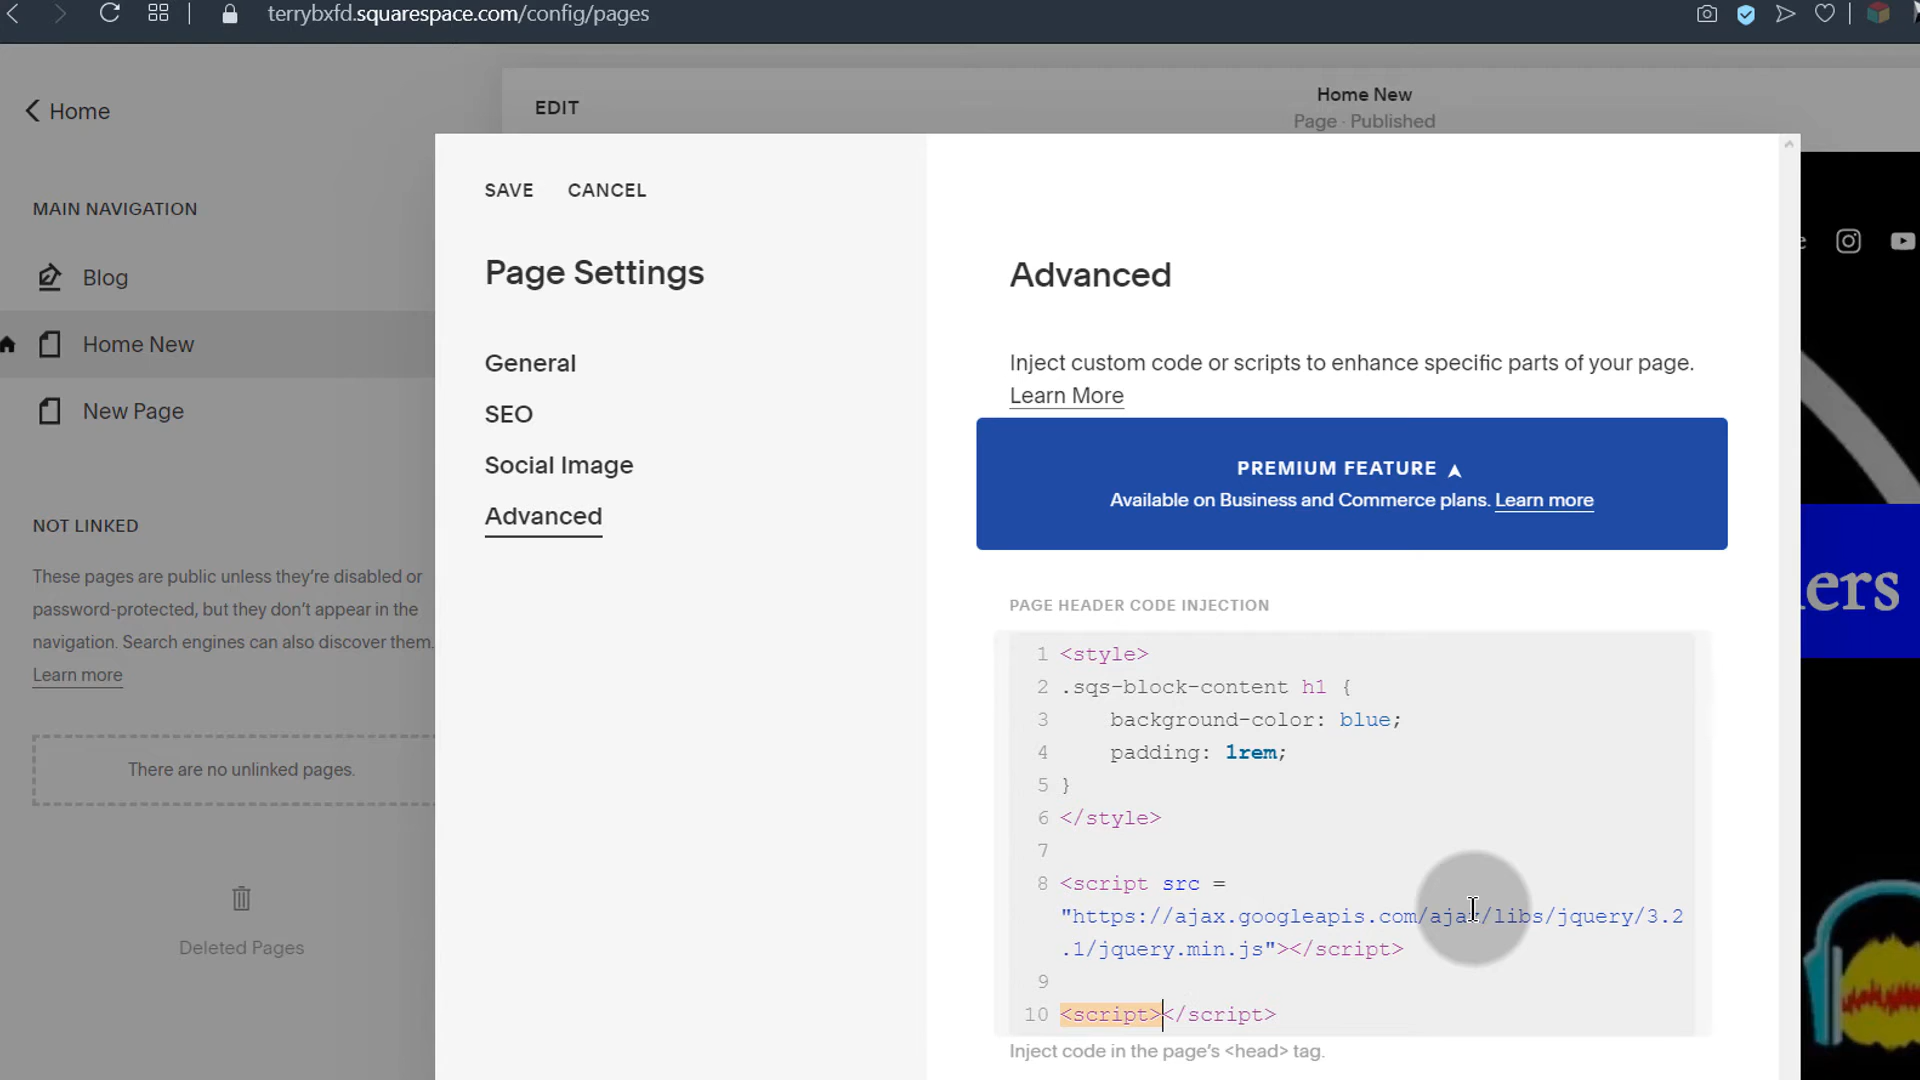 terrybxfd.squarespace.com/config/pages
Home
EDIT
Home New
Page · Published
MAIN NAVIGATION
Blog
Home New
New Page
NOT LINKED
These pages are public unless they're disabled or
password-protected, but they don't appear in the
navigation. Search engines can also discover them.
Learn more
There are no unlinked pages.
Deleted Pages
SAVE CANCEL
Page Settings
General
SEO
Social Image
Advanced
Advanced
Inject custom code or scripts to enhance specific parts of your page.
Learn More
PREMIUM FEATURE
Available on Business and Commerce plans. Learn more
PAGE HEADER CODE INJECTION
1 <style>
2 .sqs-block-content h1 {
3 background-color: blue;
4 padding: 1rem;
5 }
6 </style>
7
8 <script src =
"https://ajax.googleapis.com/ajax/libs/jquery/3.2
.1/jquery.min.js"></script>
9
10 <script></script>
Inject code in the page's <head> tag.
e
ers